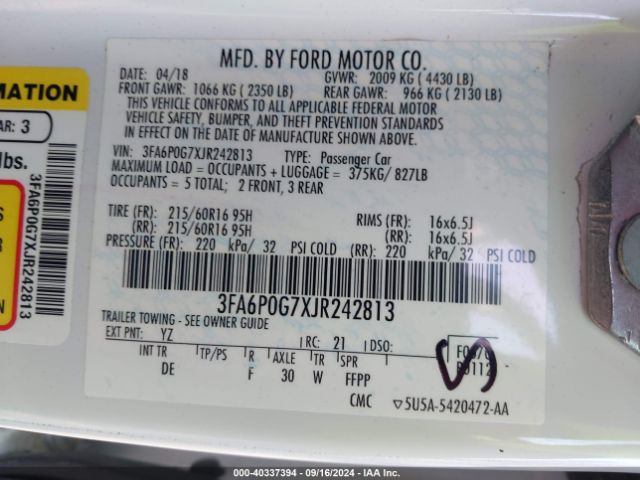 MFD. BY FORD MOTOR CO.
DATE: 04/18 GVWR: 2009 KG ( 4430 LB)
FRONT GAWR: 1066 KG ( 2350 LB) REAR GAWR: 966 KG ( 2130 LB)
THIS VEHICLE CONFORMS TO ALL APPLICABLE FEDERAL MOTOR
VEHICLE SAFETY, BUMPER, AND THEFT PREVENTION STANDARDS
IN EFFECT ON THE DATE OF MANUFACTURE SHOWN ABOVE.
VIN: 3FA6P0G7XJR242813 TYPE: Passenger Car
MAXIMUM LOAD = OCCUPANTS + LUGGAGE = 375KG/ 827LB
OCCUPANTS = 5 TOTAL; 2 FRONT, 3 REAR
TIRE (FR): 215/60R16 95H RIMS (FR): 16x6.5J
(RR): 215/60R16 95H (RR): 16x6.5J
PRESSURE (FR): 220 kPa/ 32 PSI COLD (RR): 220 kPa/ 32 PSI COLD
3FA6P0G7XJR242813
TRAILER TOWING - SEE OWNER GUIDE
EXT PNT: YZ RC: 21 DSO:
INT TR TP/PS R AXLE TR SPR
DE F 30 W FFPP
CMC ▽5U5A-5420472-AA
RMATION
AR: 3
lbs.
S
R
N
3FA6P0G7XJR242813
000-40337394 - 09/16/2024 - IAA Inc.